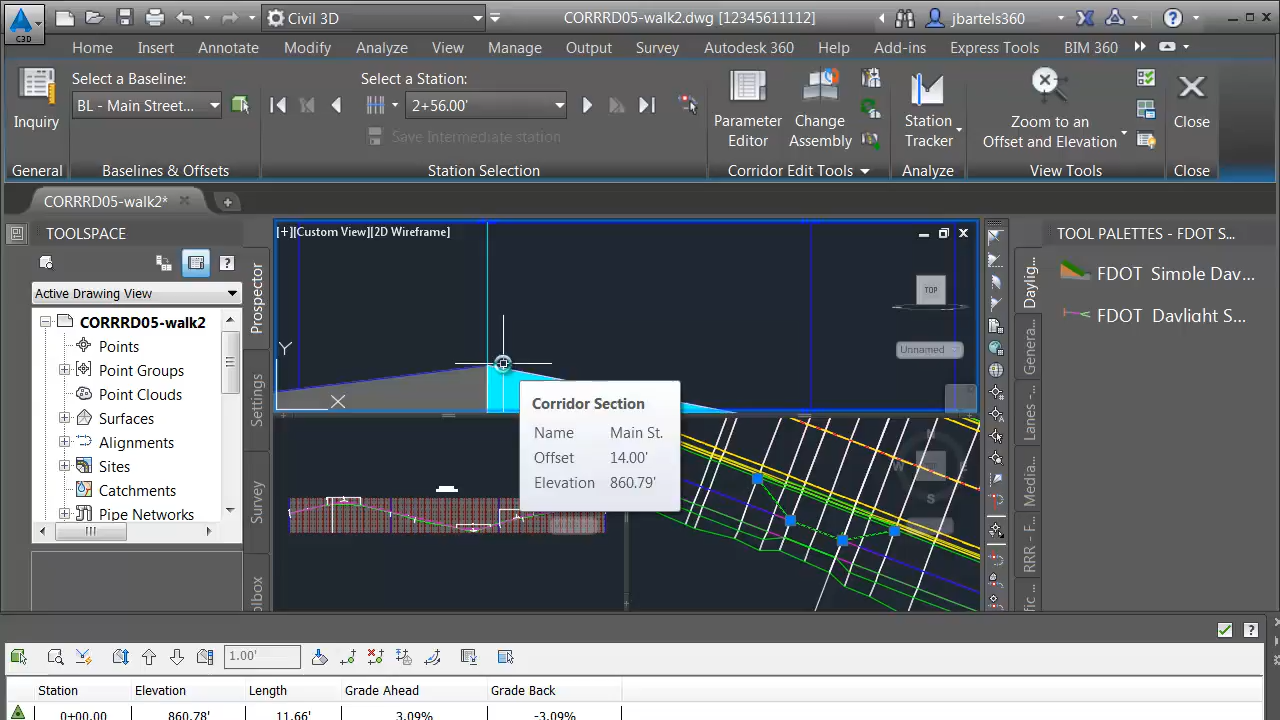 C3D
Civil 3D
CORRRD05-walk2.dwg [12345611112]
jbartels360
Home Insert Annotate Modify Analyze View Manage Output Survey Autodesk 360 Help Add-ins Express Tools BIM 360
Select a Baseline:
Select a Station:
BL - Main Street...
2+56.00'
Inquiry
Save Intermediate station
Parameter Editor
Change Assembly
Station Tracker
Zoom to an Offset and Elevation
Close
General Baselines & Offsets Station Selection Corridor Edit Tools Analyze View Tools Close
CORRRD05-walk2*
TOOLSPACE
Active Drawing View
CORRRD05-walk2
Points
Point Groups
Point Clouds
Surfaces
Alignments
Sites
Catchments
Pipe Networks
Prospector
Settings
Survey
[+][Custom View][2D Wireframe]
TOP
Unnamed
Y
X
Corridor Section
Name Main St.
Offset 14.00'
Elevation 860.79'
N
W
S
TOOL PALETTES - FDOT S...
FDOT Simple Dav...
FDOT Daylight S...
Daylig...
Genera...
Lanes -...
Media...
RRR - F...
1.00'
Station Elevation Length Grade Ahead Grade Back
0+00.00 860.78' 11.66' 3.09% -3.09%